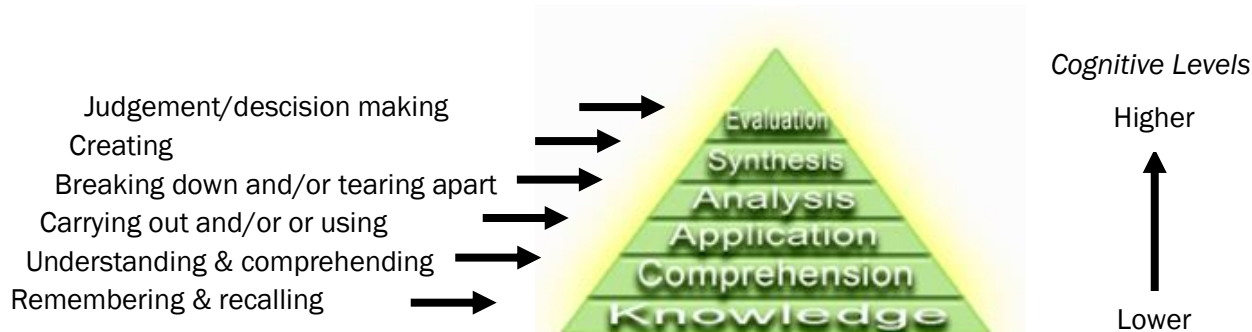 Cognitive Levels
Judgement/descision making
Evaluation
Higher
Creating
Synthesis
Breaking down and/or tearing apart
Analysis
Carrying out and/or or using
Application
Understanding & comprehending
Comprehension
Remembering & recalling
Knowledge
Lower